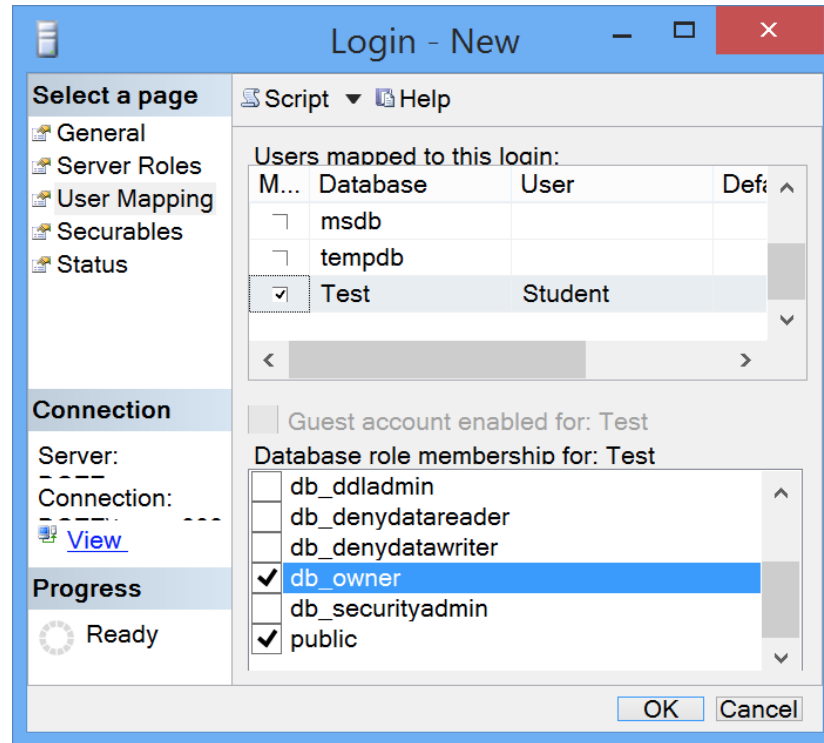 Login - New
Select a page
General
Server Roles
User Mapping
Securables
Status
Script Help
Users mapped to this login:
M... Database User Defa
msdb
tempdb
Test Student
Guest account enabled for: Test
Database role membership for: Test
db_ddladmin
db_denydatareader
db_denydatawriter
db_owner
db_securityadmin
public
Connection
Server:
Connection:
View
Progress
Ready
OK Cancel